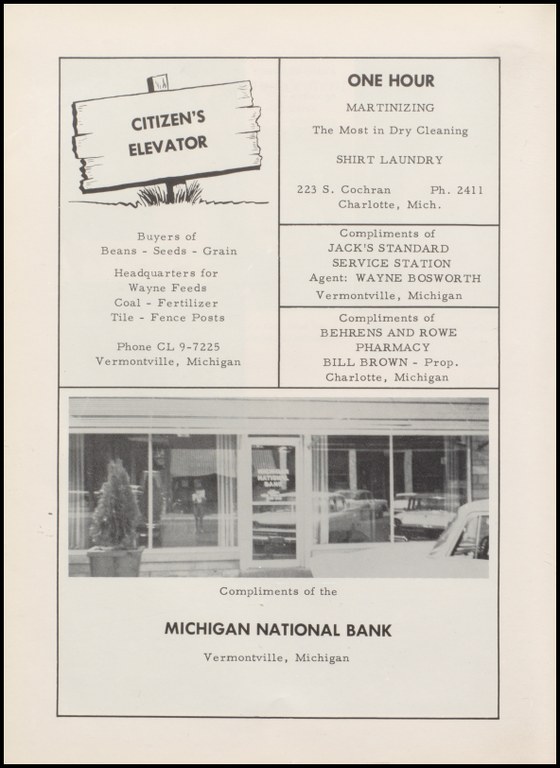 CITIZEN'S
ELEVATOR
Buyers of
Beans - Seeds - Grain
Headquarters for
Wayne Feeds
Coal - Fertilizer
Tile - Fence Posts
Phone CL 9-7225
Vermontville, Michigan
ONE HOUR
MARTINIZING
The Most in Dry Cleaning
SHIRT LAUNDRY
223 S. Cochran Ph. 2411
Charlotte, Mich.
Compliments of
JACK'S STANDARD
SERVICE STATION
Agent: WAYNE BOSWORTH
Vermontville, Michigan
Compliments of
BEHRENS AND ROWE
PHARMACY
BILL BROWN - Prop.
Charlotte, Michigan
MICHIGAN
NATIONAL
BANK
Compliments of the
MICHIGAN NATIONAL BANK
Vermontville, Michigan